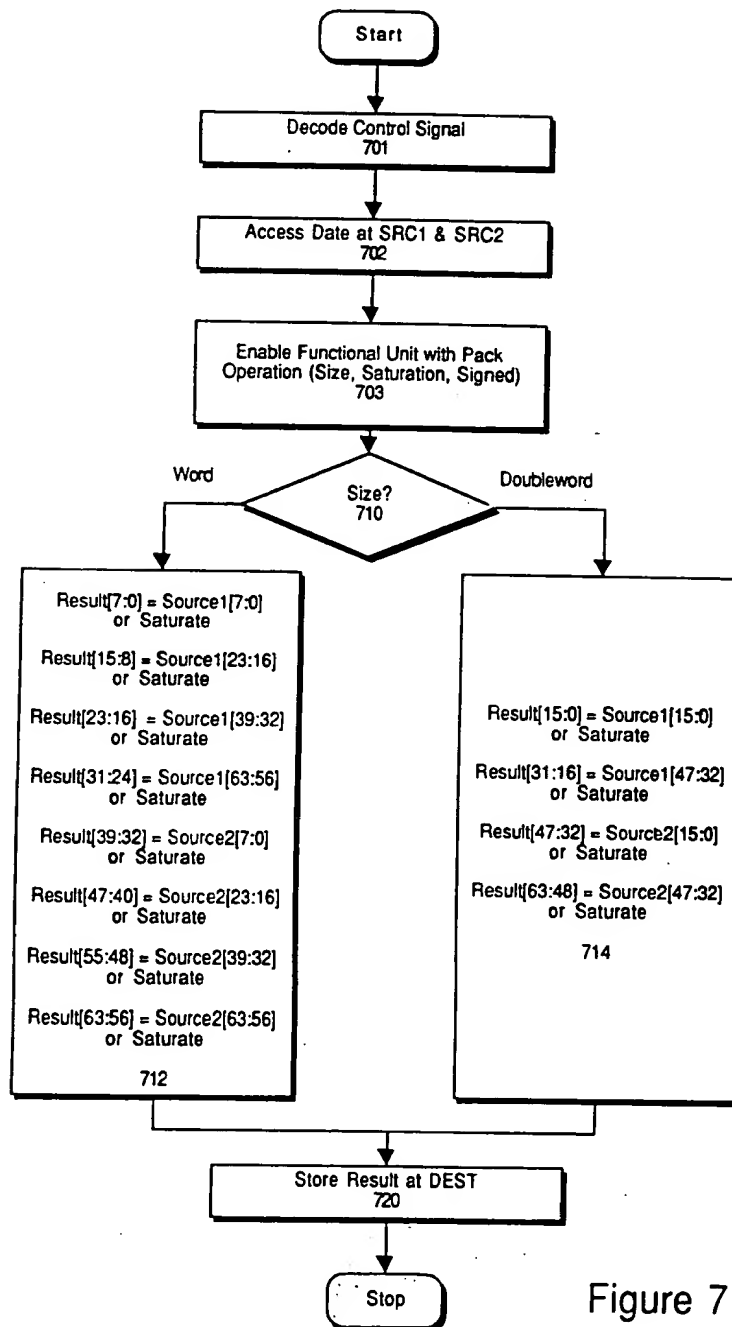 Start
Decode Control Signal
701
Access Date at SRC1 & SRC2
702
Enable Functional Unit with Pack
Operation (Size, Saturation, Signed)
703
Word
Size?
710
Doubleword
Result[7:0] = Source1[7:0]
or Saturate
Result[15:8] = Source1[23:16]
or Saturate
Result[23:16] = Source1[39:32]
or Saturate
Result[31:24] = Source1[63:56]
or Saturate
Result[39:32] = Source2[7:0]
or Saturate
Result[47:40] = Source2[23:16]
or Saturate
Result[55:48] = Source2[39:32]
or Saturate
Result[63:56] = Source2[63:56]
or Saturate
712
Result[15:0] = Source1[15:0]
or Saturate
Result[31:16] = Source1[47:32]
or Saturate
Result[47:32] = Source2[15:0]
or Saturate
Result[63:48] = Source2[47:32]
or Saturate
714
Store Result at DEST
720
Stop
Figure 7